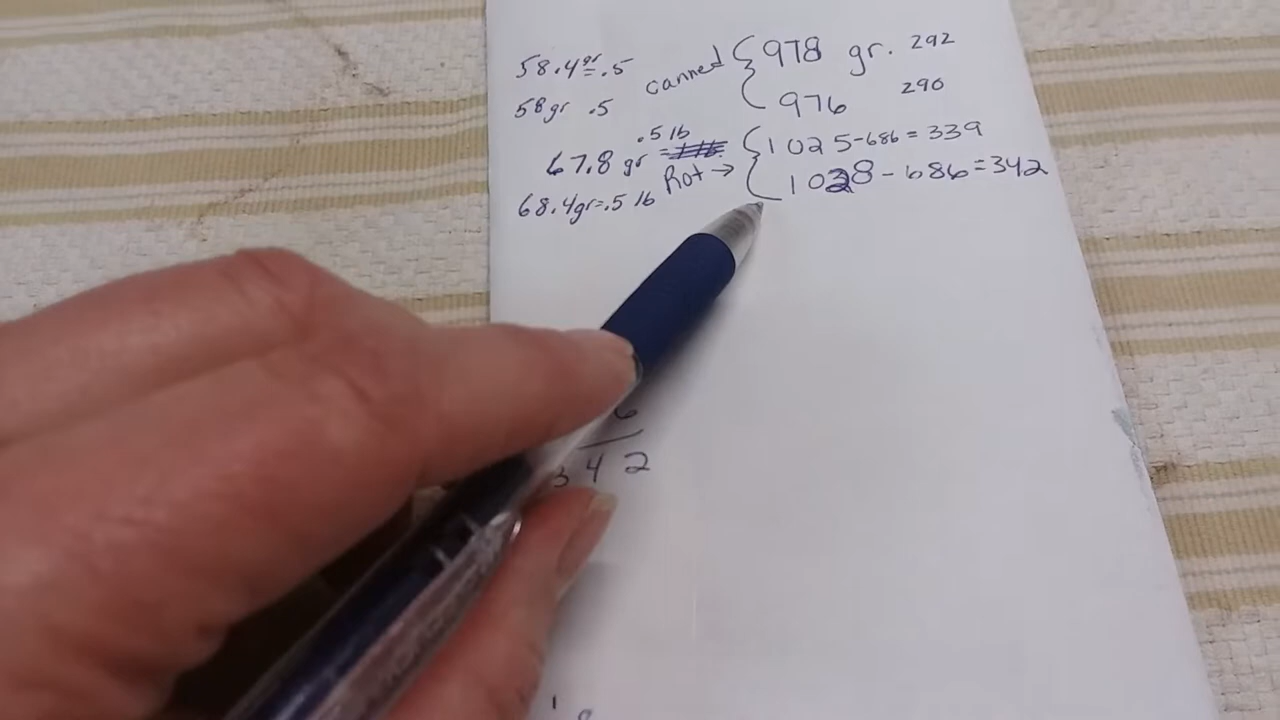 58.4gr=.5 canned { 978 gr. 292
58gr .5 976 290
.5 lb
67.8 gr = { 1025-686=339
Rot → 1028-686=342
68.4gr=.5 lb
6
342